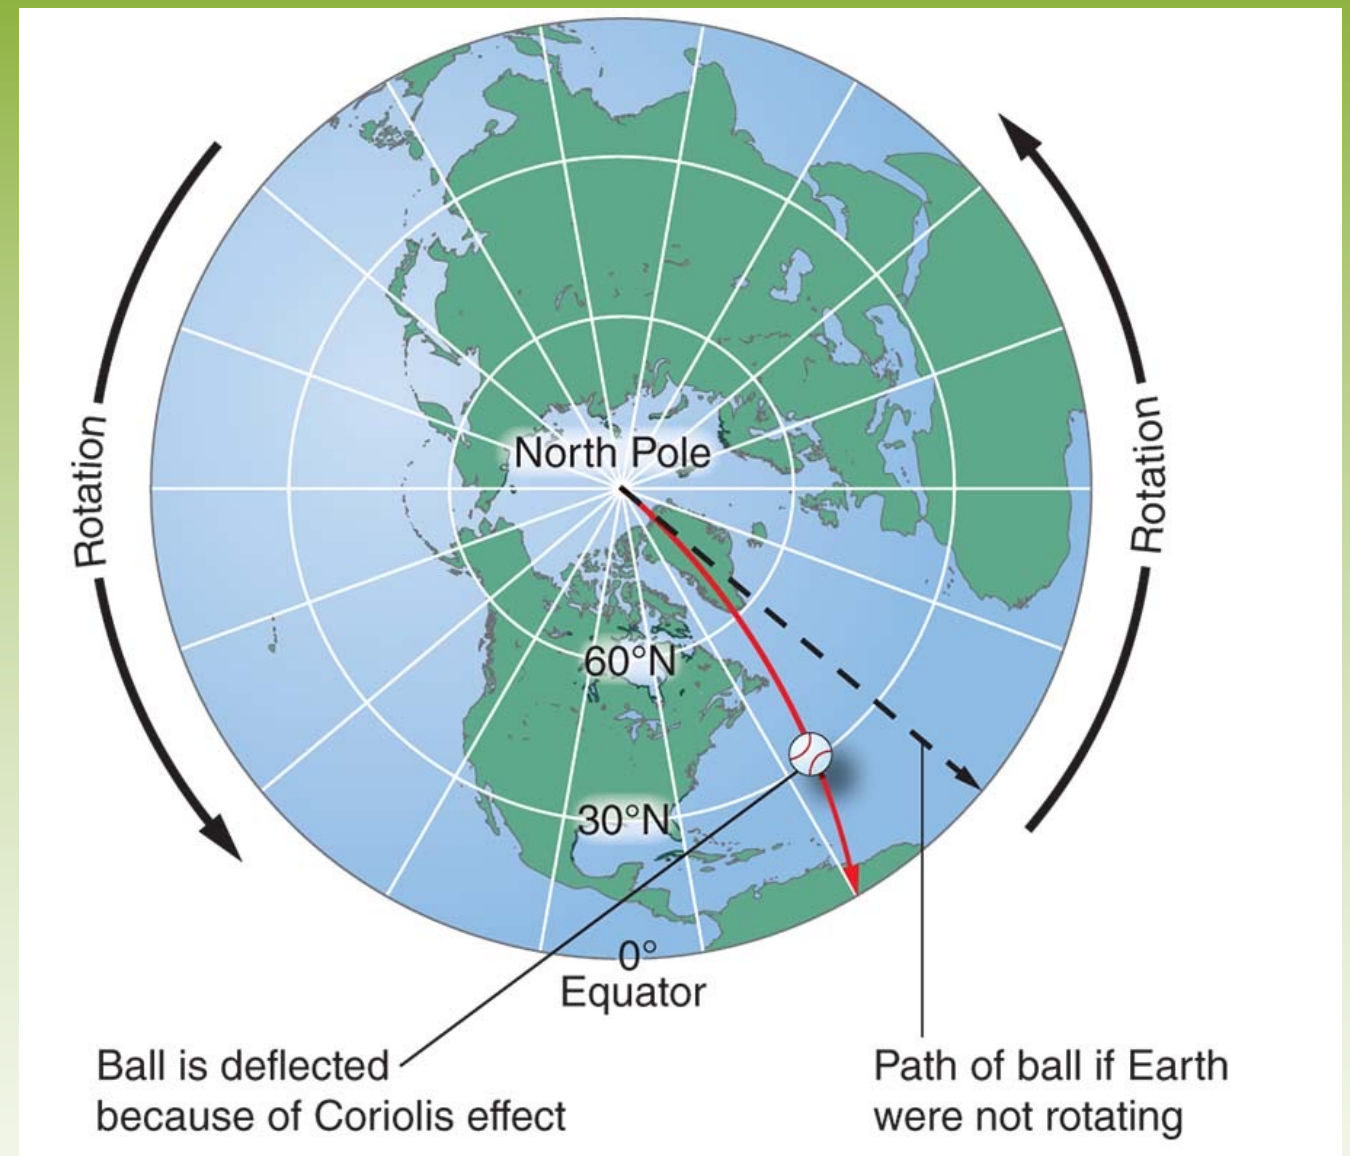 Rotation
Rotation
North Pole
60°N
30°N
0°
Equator
Ball is deflected
because of Coriolis effect
Path of ball if Earth
were not rotating